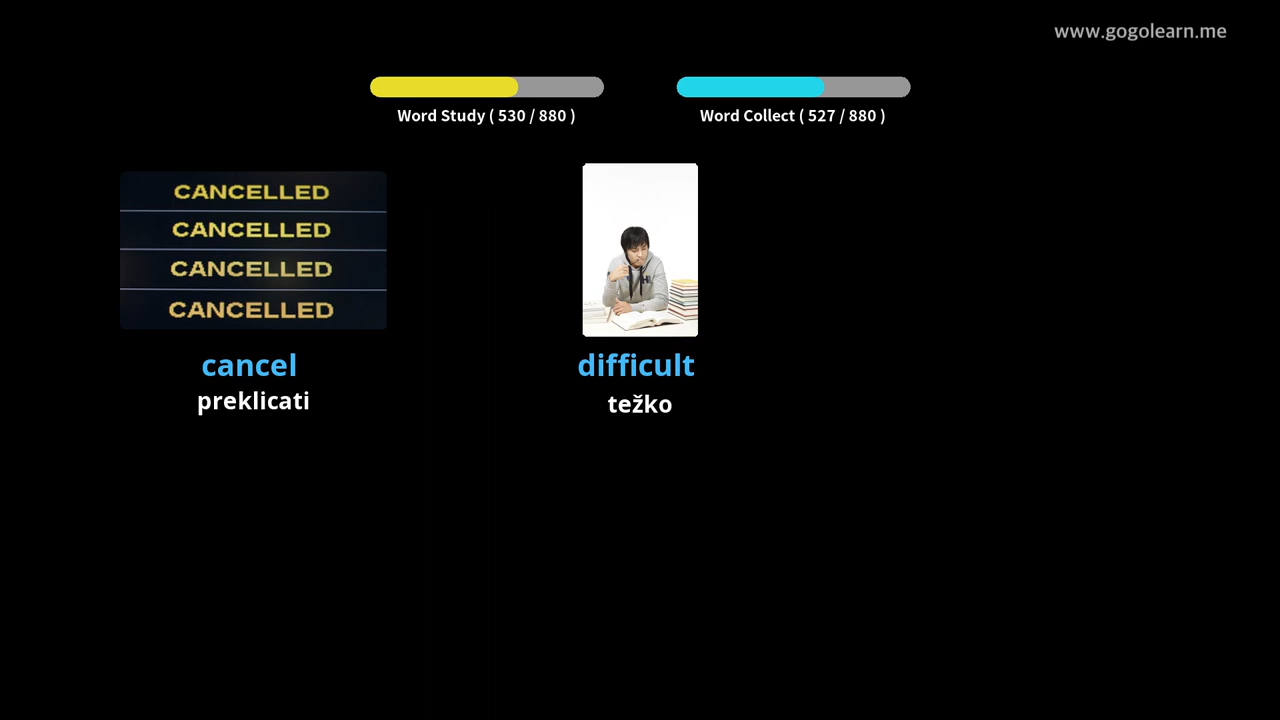 www.gogolearn.me
Word Study ( 530 / 880 )
Word Collect ( 527 / 880 )
CANCELLED
CANCELLED
CANCELLED
CANCELLED
cancel
preklicati
difficult
težko